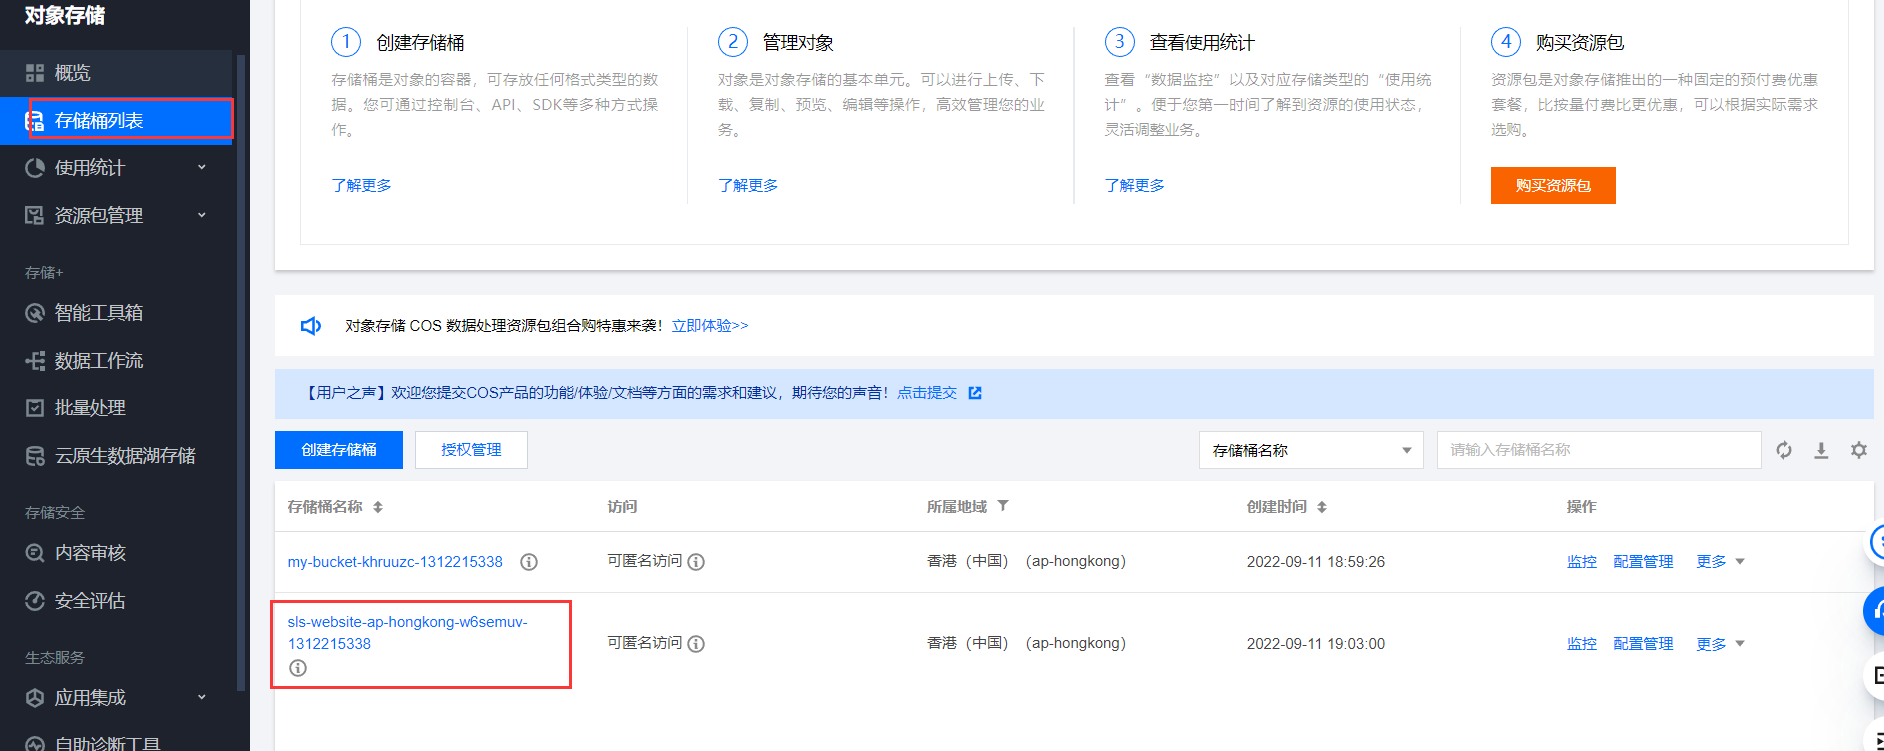 对象存储
概览
存储桶列表
使用统计
资源包管理
存储+
智能工具箱
数据工作流
批量处理
云原生数据湖存储
存储安全
内容审核
安全评估
生态服务
应用集成
自助诊断工具
1 创建存储桶
存储桶是对象的容器，可存放任何格式类型的数
据。您可通过控制台、API、SDK等多种方式操
作。
了解更多
2 管理对象
对象是对象存储的基本单元。可以进行上传、下
载、复制、预览、编辑等操作，高效管理您的业
务。
了解更多
3 查看使用统计
查看“数据监控”以及对应存储类型的“使用统
计”。便于您第一时间了解到资源的使用状态，
灵活调整业务。
了解更多
4 购买资源包
资源包是对象存储推出的一种固定的预付费优惠
套餐，比按量付费比更优惠，可以根据实际需求
选购。
购买资源包
对象存储 COS 数据处理资源包组合购特惠来袭！立即体验>>
【用户之声】欢迎您提交COS产品的功能/体验/文档等方面的需求和建议，期待您的声音！点击提交
创建存储桶 授权管理 存储桶名称 请输入存储桶名称
存储桶名称 访问 所属地域 创建时间 操作
my-bucket-khruuzc-1312215338 可匿名访问 香港（中国）（ap-hongkong） 2022-09-11 18:59:26 监控 配置管理 更多
sls-website-ap-hongkong-w6semuv-
1312215338 可匿名访问 香港（中国）（ap-hongkong） 2022-09-11 19:03:00 监控 配置管理 更多